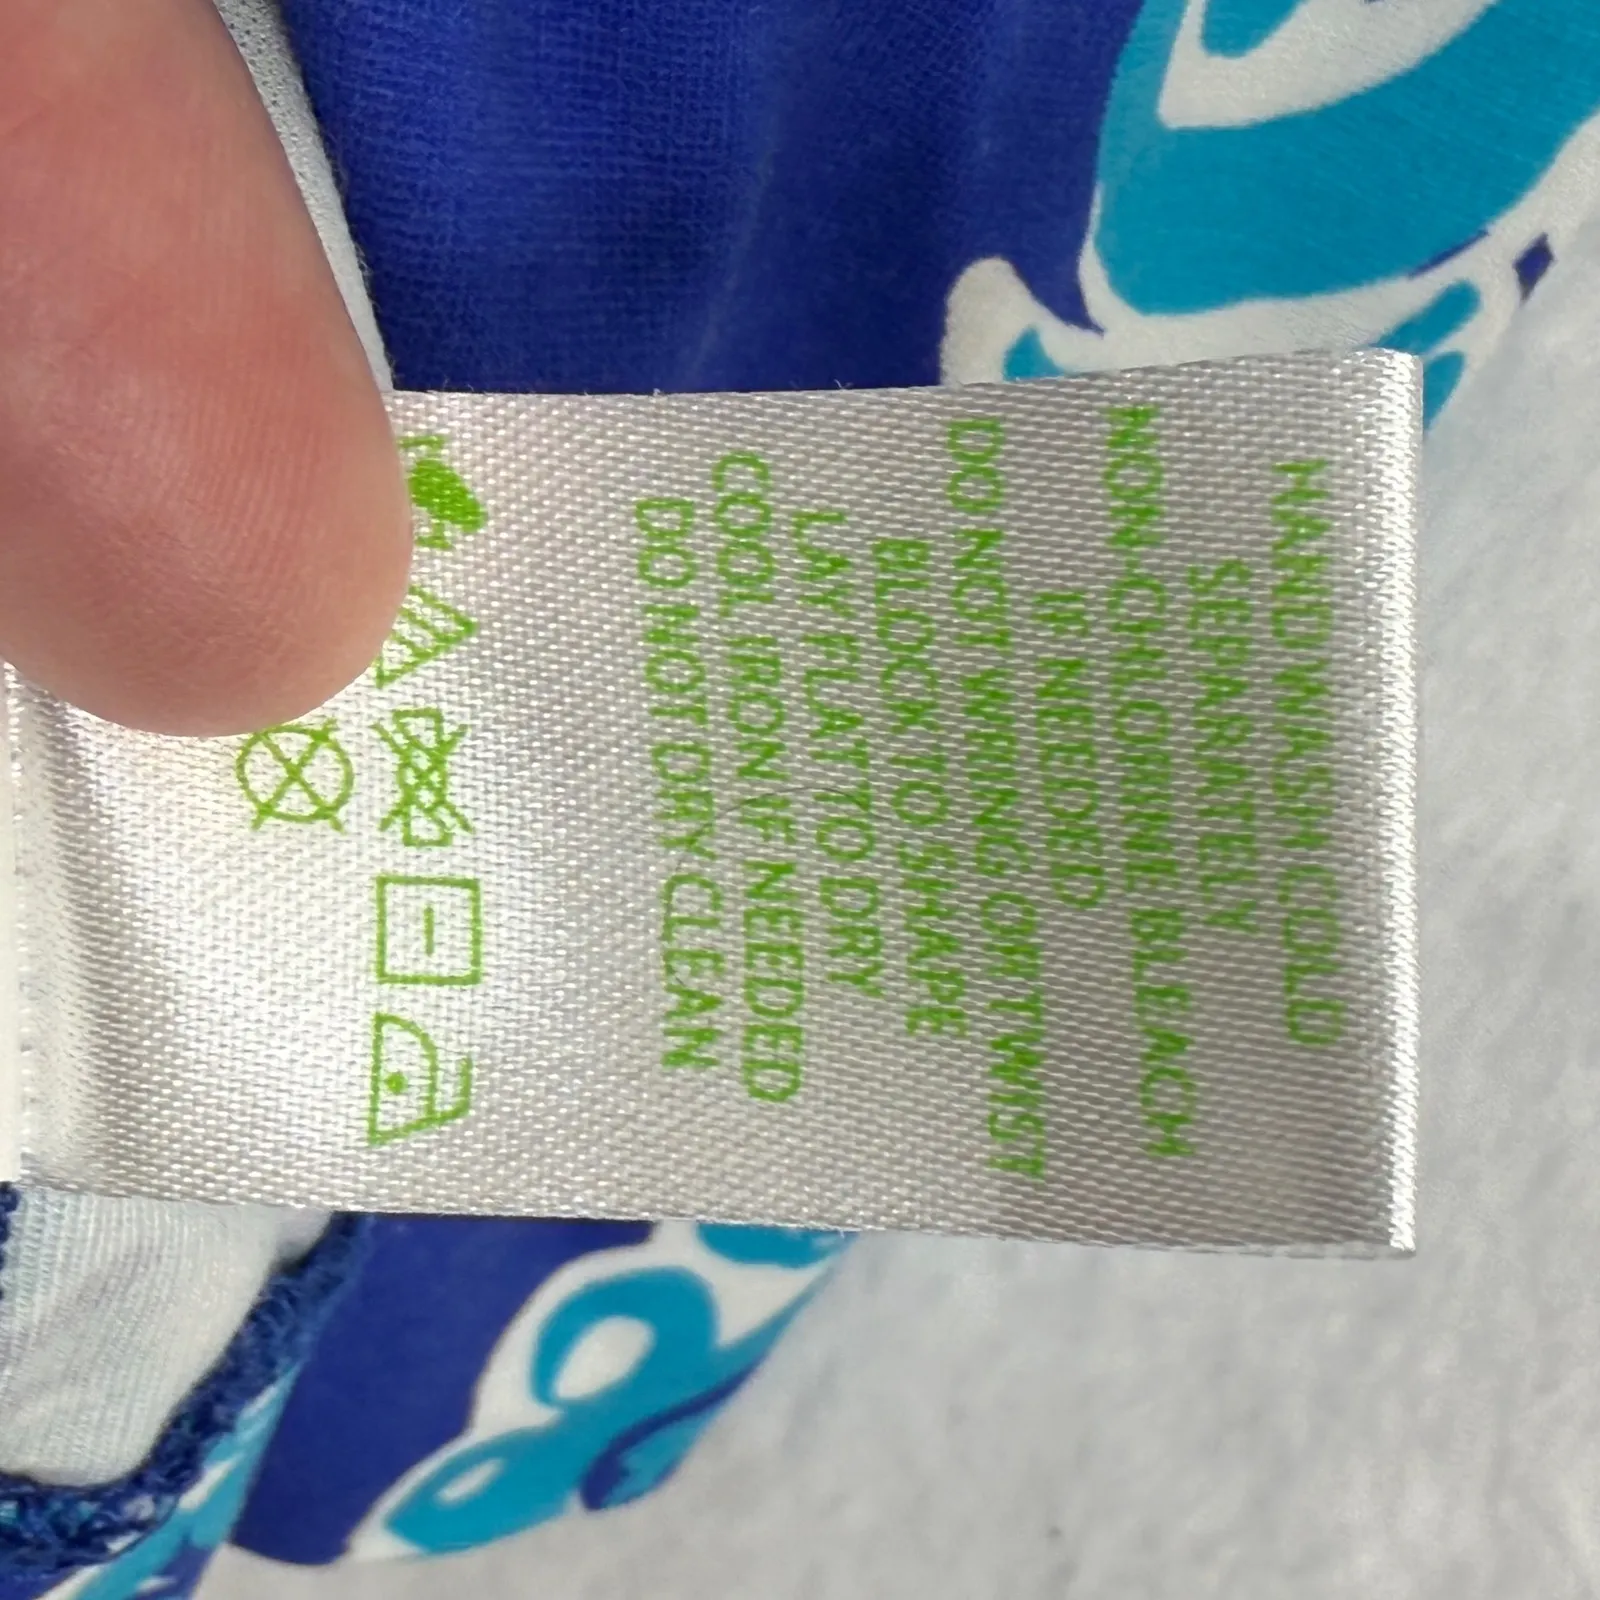 HAND WASH COLD
SEPARATELY
NON-CHLORINE BLEACH
IF NEEDED
DO NOT WRING OR TWIST
BLOCK TO SHAPE
LAY FLAT TO DRY
COOL IRON IF NEEDED
DO NOT DRY CLEAN